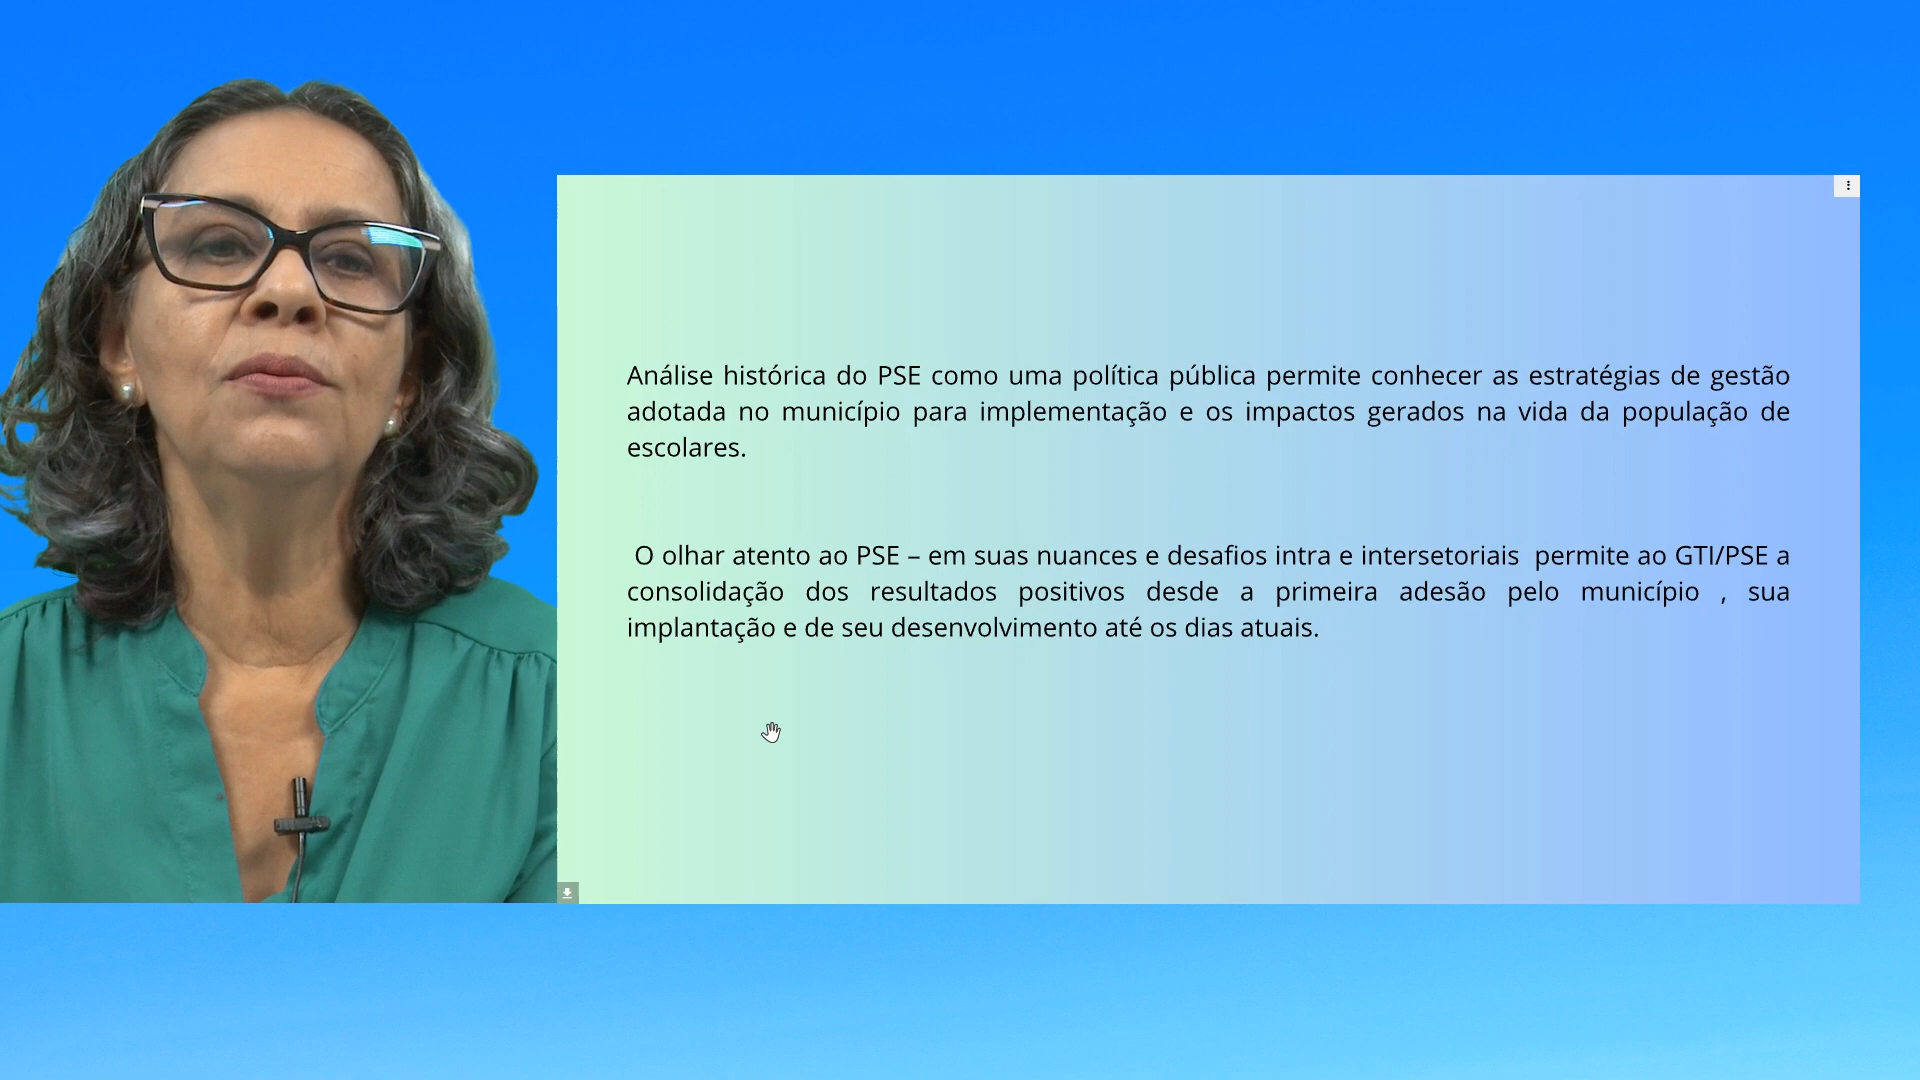 Análise histórica do PSE como uma política pública permite conhecer as estratégias de gestão
adotada no município para implementação e os impactos gerados na vida da população de
escolares.
O olhar atento ao PSE – em suas nuances e desafios intra e intersetoriais permite ao GTI/PSE a
consolidação dos resultados positivos desde a primeira adesão pelo município , sua
implantação e de seu desenvolvimento até os dias atuais.